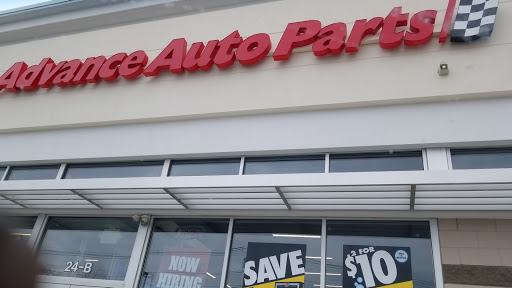 Advance Auto Parts
24-B
NOW
HIRING
SAVE
2 FOR
$10